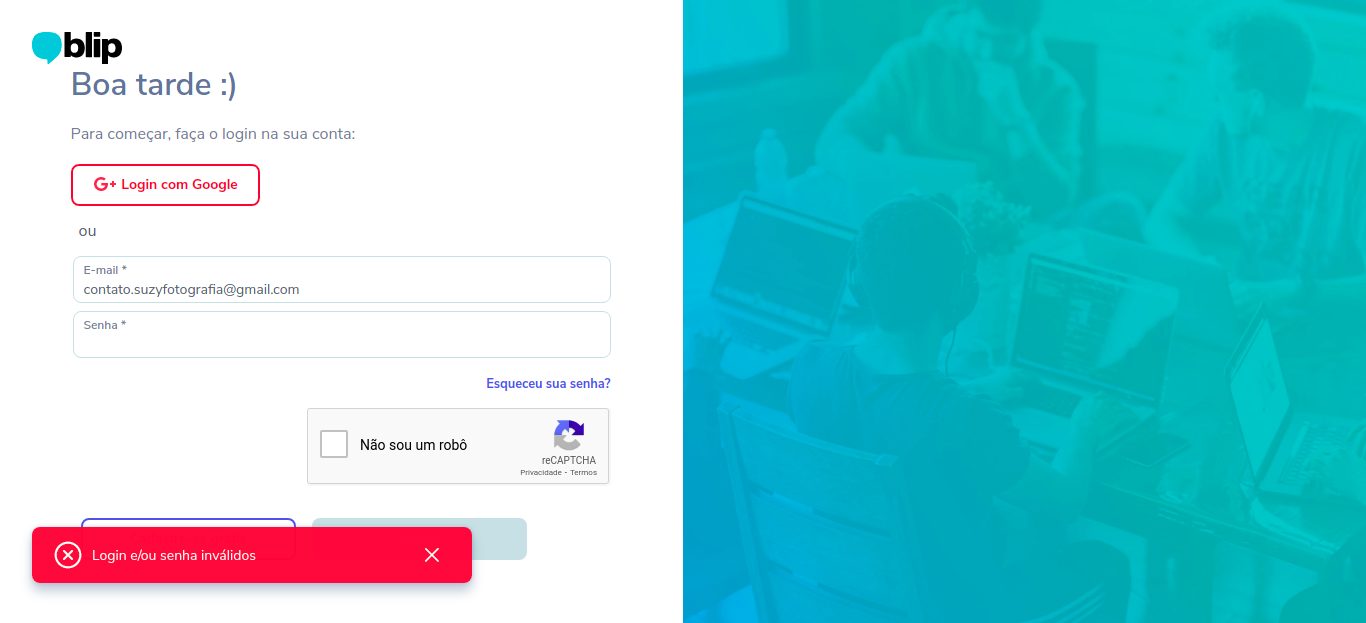 blip
Boa tarde :)
Para começar, faça o login na sua conta:
G+ Login com Google
ou
E-mail *
contato.suzyfotografia@gmail.com
Senha *
Esqueceu sua senha?
Não sou um robô
reCAPTCHA
Privacidade - Termos
Login e/ou senha inválidos